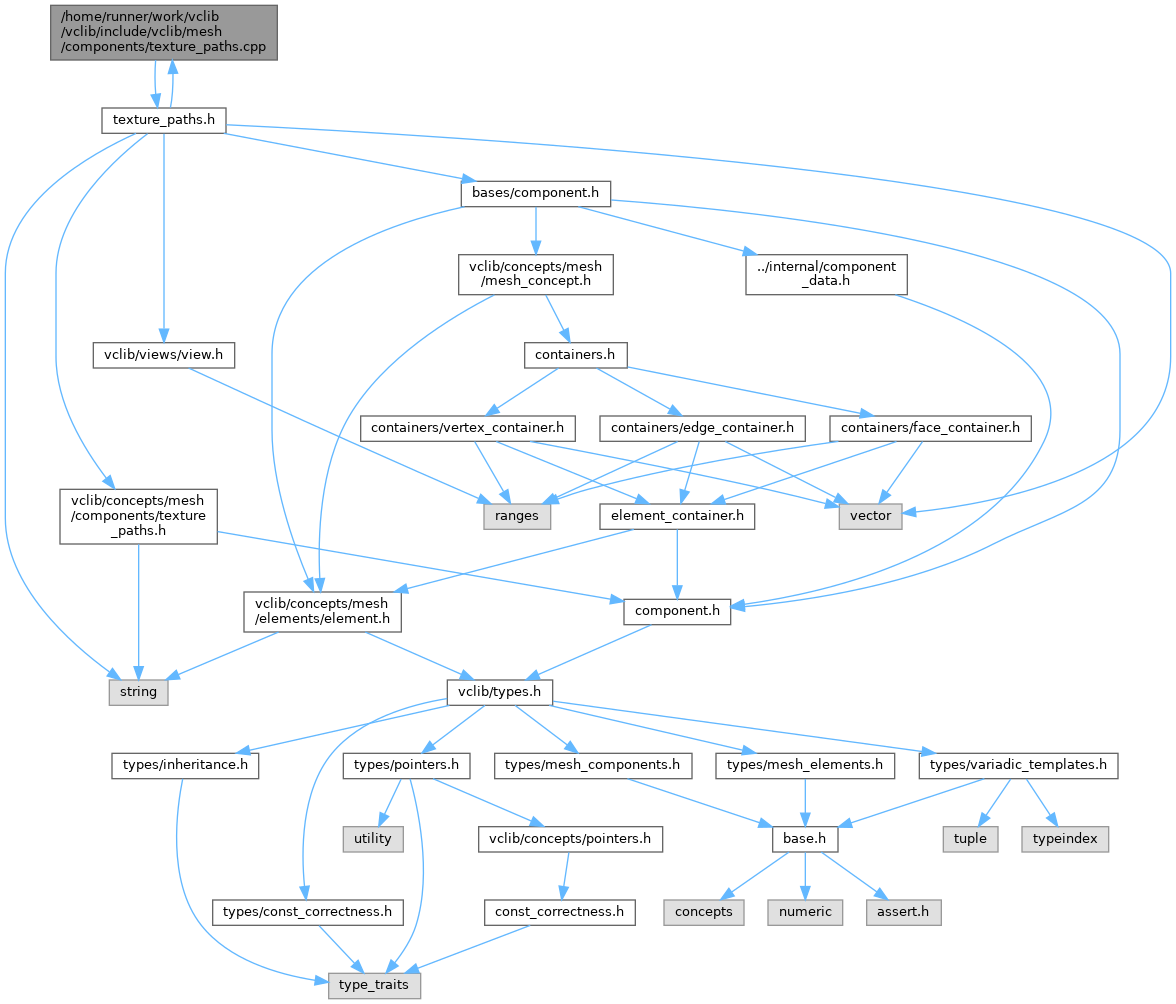 /home/runner/work/vclib
/vclib/include/vclib/mesh
/components/texture_paths.cpp
texture_paths.h
bases/component.h
vclib/concepts/mesh
/mesh_concept.h
../internal/component
_data.h
vclib/views/view.h
containers.h
containers/vertex_container.h
containers/edge_container.h
containers/face_container.h
vclib/concepts/mesh
/components/texture
_paths.h
ranges
element_container.h
vector
vclib/concepts/mesh
/elements/element.h
component.h
string
vclib/types.h
types/inheritance.h
types/pointers.h
types/mesh_components.h
types/mesh_elements.h
types/variadic_templates.h
utility
vclib/concepts/pointers.h
base.h
tuple
typeindex
types/const_correctness.h
const_correctness.h
concepts
numeric
assert.h
type_traits